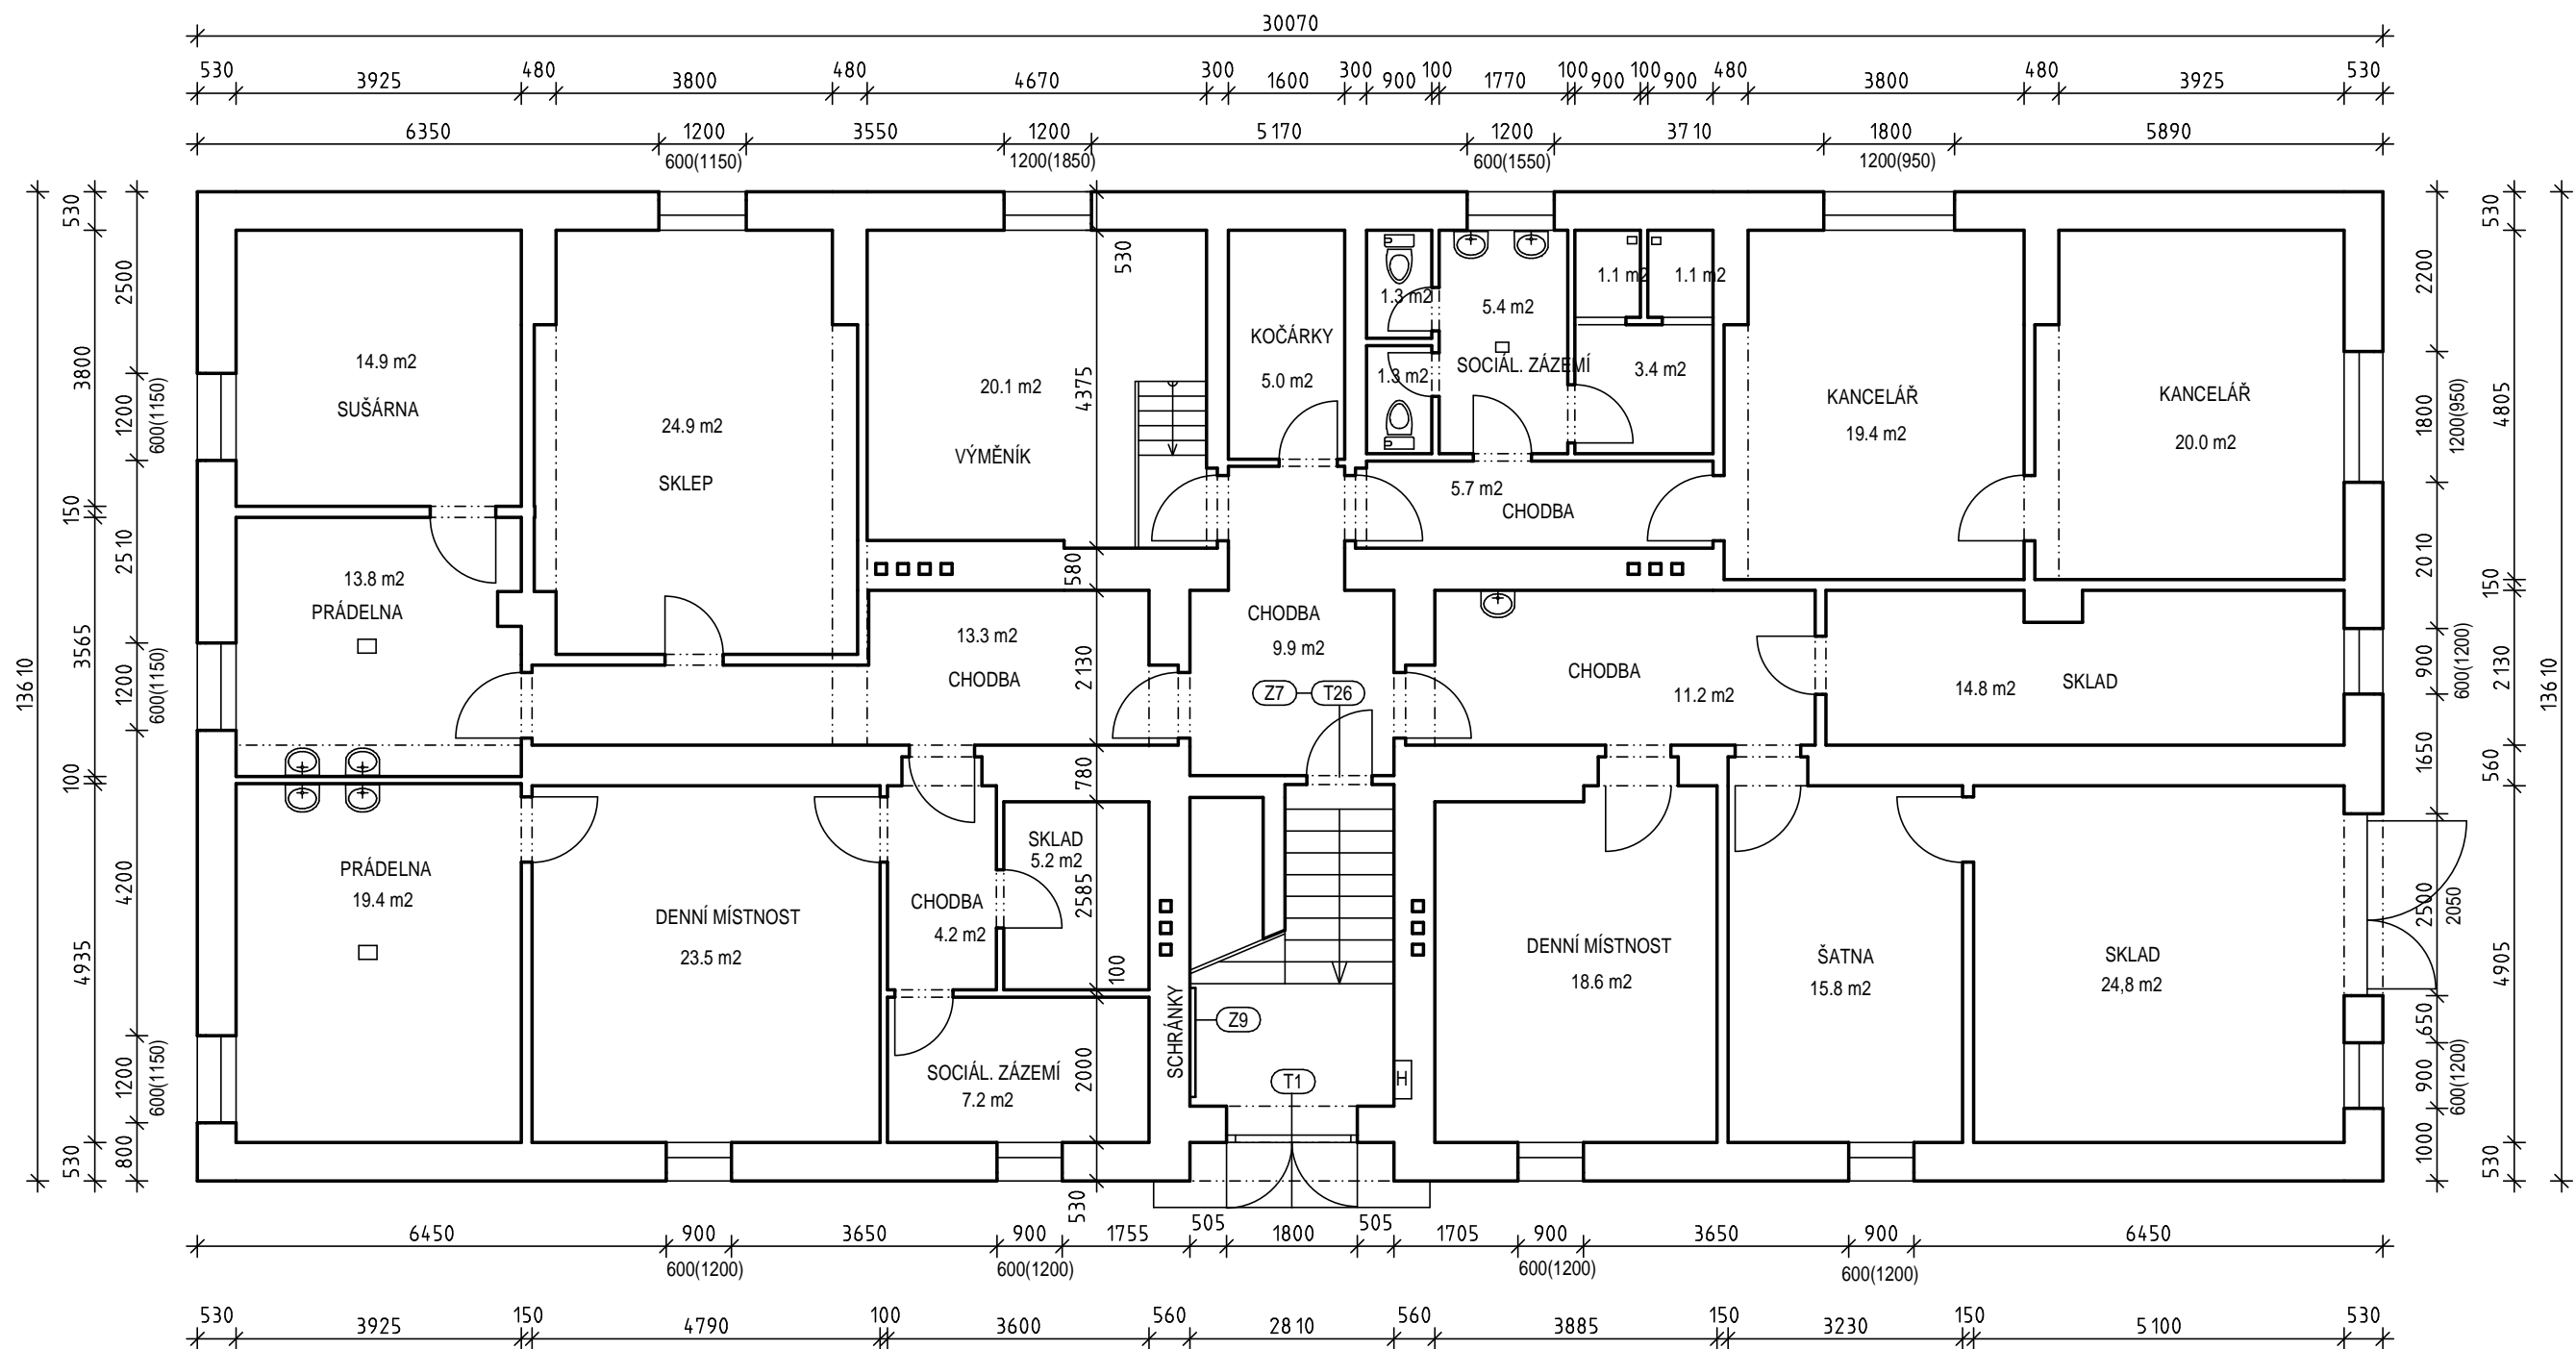 30070
530 3925 480 3800 480 4670 300 1600 300 900 100 1770 100 900 100 900 480 3800 480 3925 530
6350 1200 3550 1200 5170 1200 3710 1800 5890
600(1150) 1200(1850) 600(1550) 1200(950)
13610
530 3800 150 3565 100 4935 530
2500 1200 2510 1200 4200 1200 800
600(1150) 600(1150) 600(1150)
14.9 m2
SUŠÁRNA
24.9 m2
SKLEP
20.1 m2
VÝMĚNÍK
530 4375 580 2130 780 2585 100 2000 530
KOČÁRKY
5.0 m2
1.3 m2
1.3 m2
5.4 m2
SOCIÁL. ZÁZEMÍ
1.1 m2 1.1 m2
3.4 m2
KANCELÁŘ
19.4 m2
KANCELÁŘ
20.0 m2
5.7 m2
CHODBA
13.8 m2
PRÁDELNA
13.3 m2
CHODBA
CHODBA
9.9 m2
Z7 T26
CHODBA
11.2 m2
14.8 m2 SKLAD
PRÁDELNA
19.4 m2
DENNÍ MÍSTNOST
23.5 m2
CHODBA
4.2 m2
SKLAD
5.2 m2
SOCIÁL. ZÁZEMÍ
7.2 m2
SCHRÁNKY
Z9
T1
H
DENNÍ MÍSTNOST
18.6 m2
ŠATNA
15.8 m2
SKLAD
24,8 m2
2200 1800 2010 900 1650 2500 650 900 1000
1200(950) 600(1200) 2050 600(1200)
530 4805 150 2130 560 4905 530
13610
6450 900 3650 900 1755 505 1800 505 1705 900 3650 900 6450
600(1200) 600(1200) 600(1200) 600(1200)
530 3925 150 4790 100 3600 560 2810 560 3885 150 3230 150 5100 530